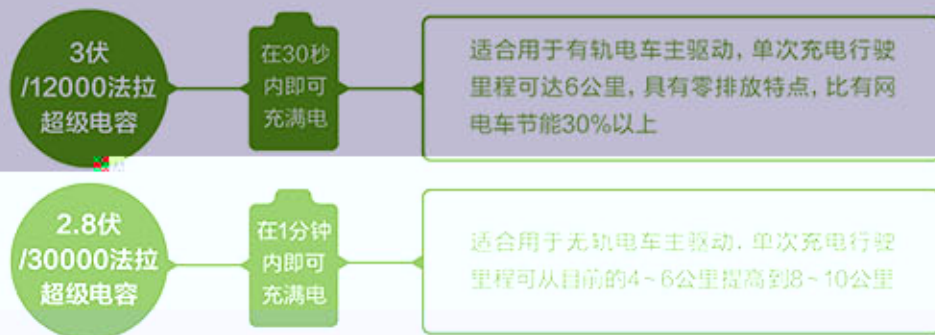 3伏
/12000法拉
超级电容
在30秒
内即可
充满电
适合用于有轨电车主驱动, 单次充电行驶
里程可达6公里, 具有零排放特点, 比有网
电车节能30%以上
2.8伏
/30000法拉
超级电容
在1分钟
内即可
充满电
适合用于无轨电车主驱动, 单次充电行驶
里程可从目前的4~6公里提高到8~10公里